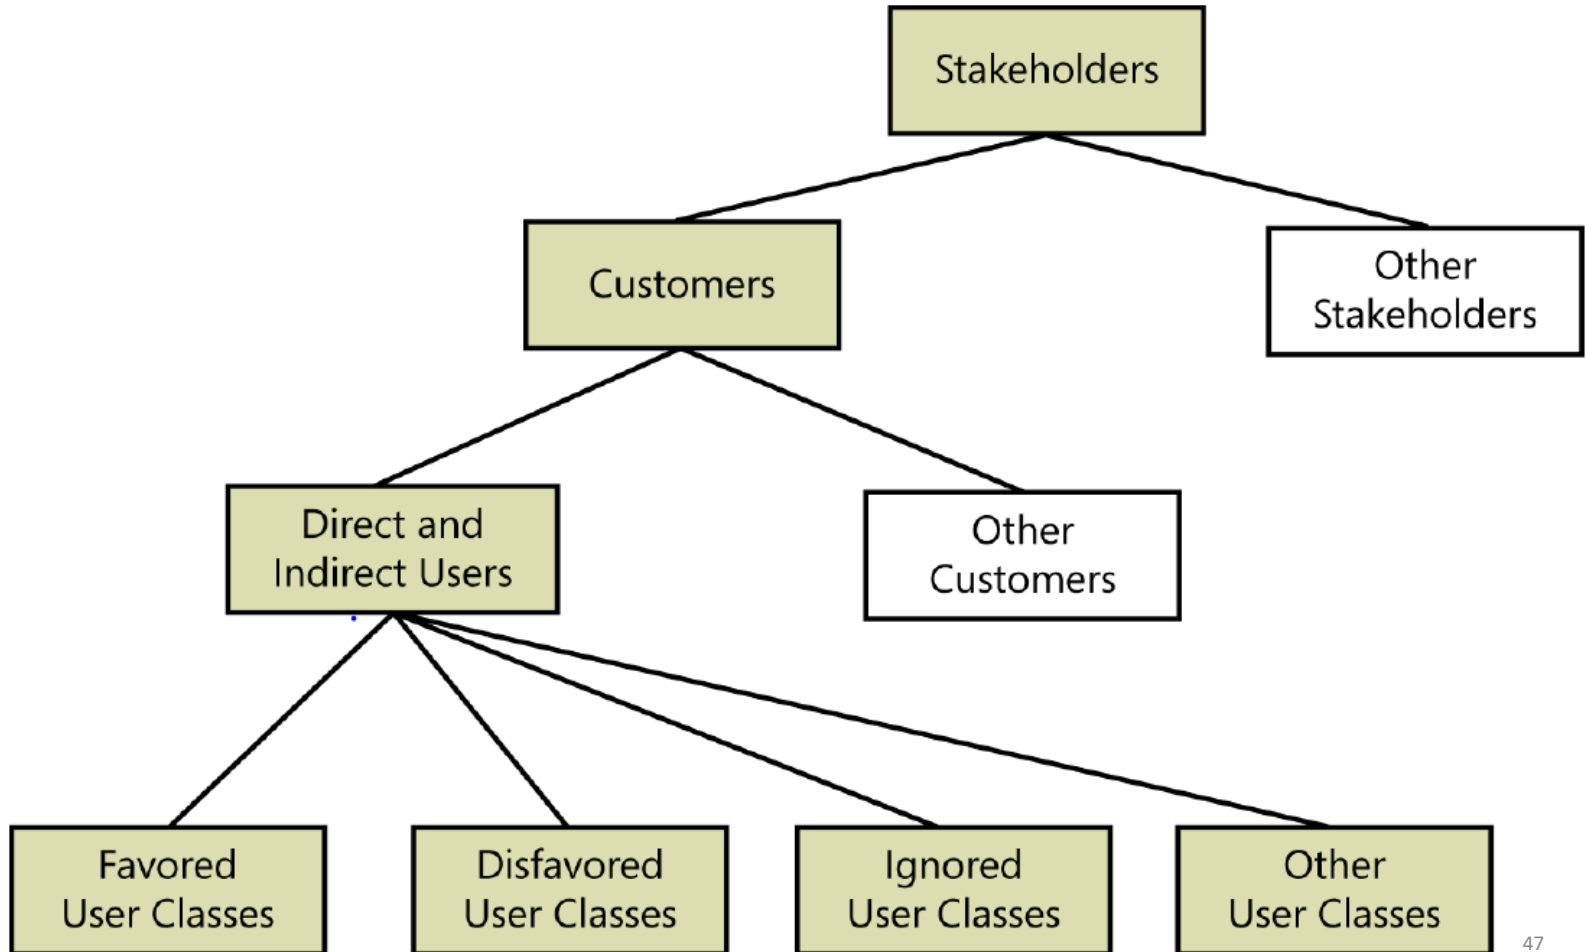 Stakeholders
Customers
Other
Stakeholders
Direct and
Indirect Users
Other
Customers
Favored
User Classes
Disfavored
User Classes
Ignored
User Classes
Other
User Classes
47